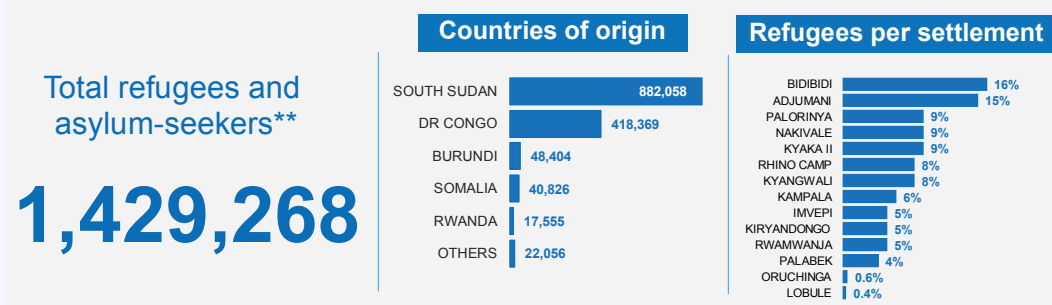 Total refugees and
asylum-seekers**
1,429,268
Countries of origin
SOUTH SUDAN 882,058
DR CONGO 418,369
BURUNDI 48,404
SOMALIA 40,826
RWANDA 17,555
OTHERS 22,056
Refugees per settlement
BIDIBIDI 16%
ADJUMANI 15%
PALORINYA 9%
NAKIVALE 9%
KYAKA II 9%
RHINO CAMP 8%
KYANGWALI 8%
KAMPALA 6%
IMVEPI 5%
KIRYANDONGO 5%
RWAMWANJA 5%
PALABEK 4%
ORUCHINGA 0.6%
LOBULE 0.4%